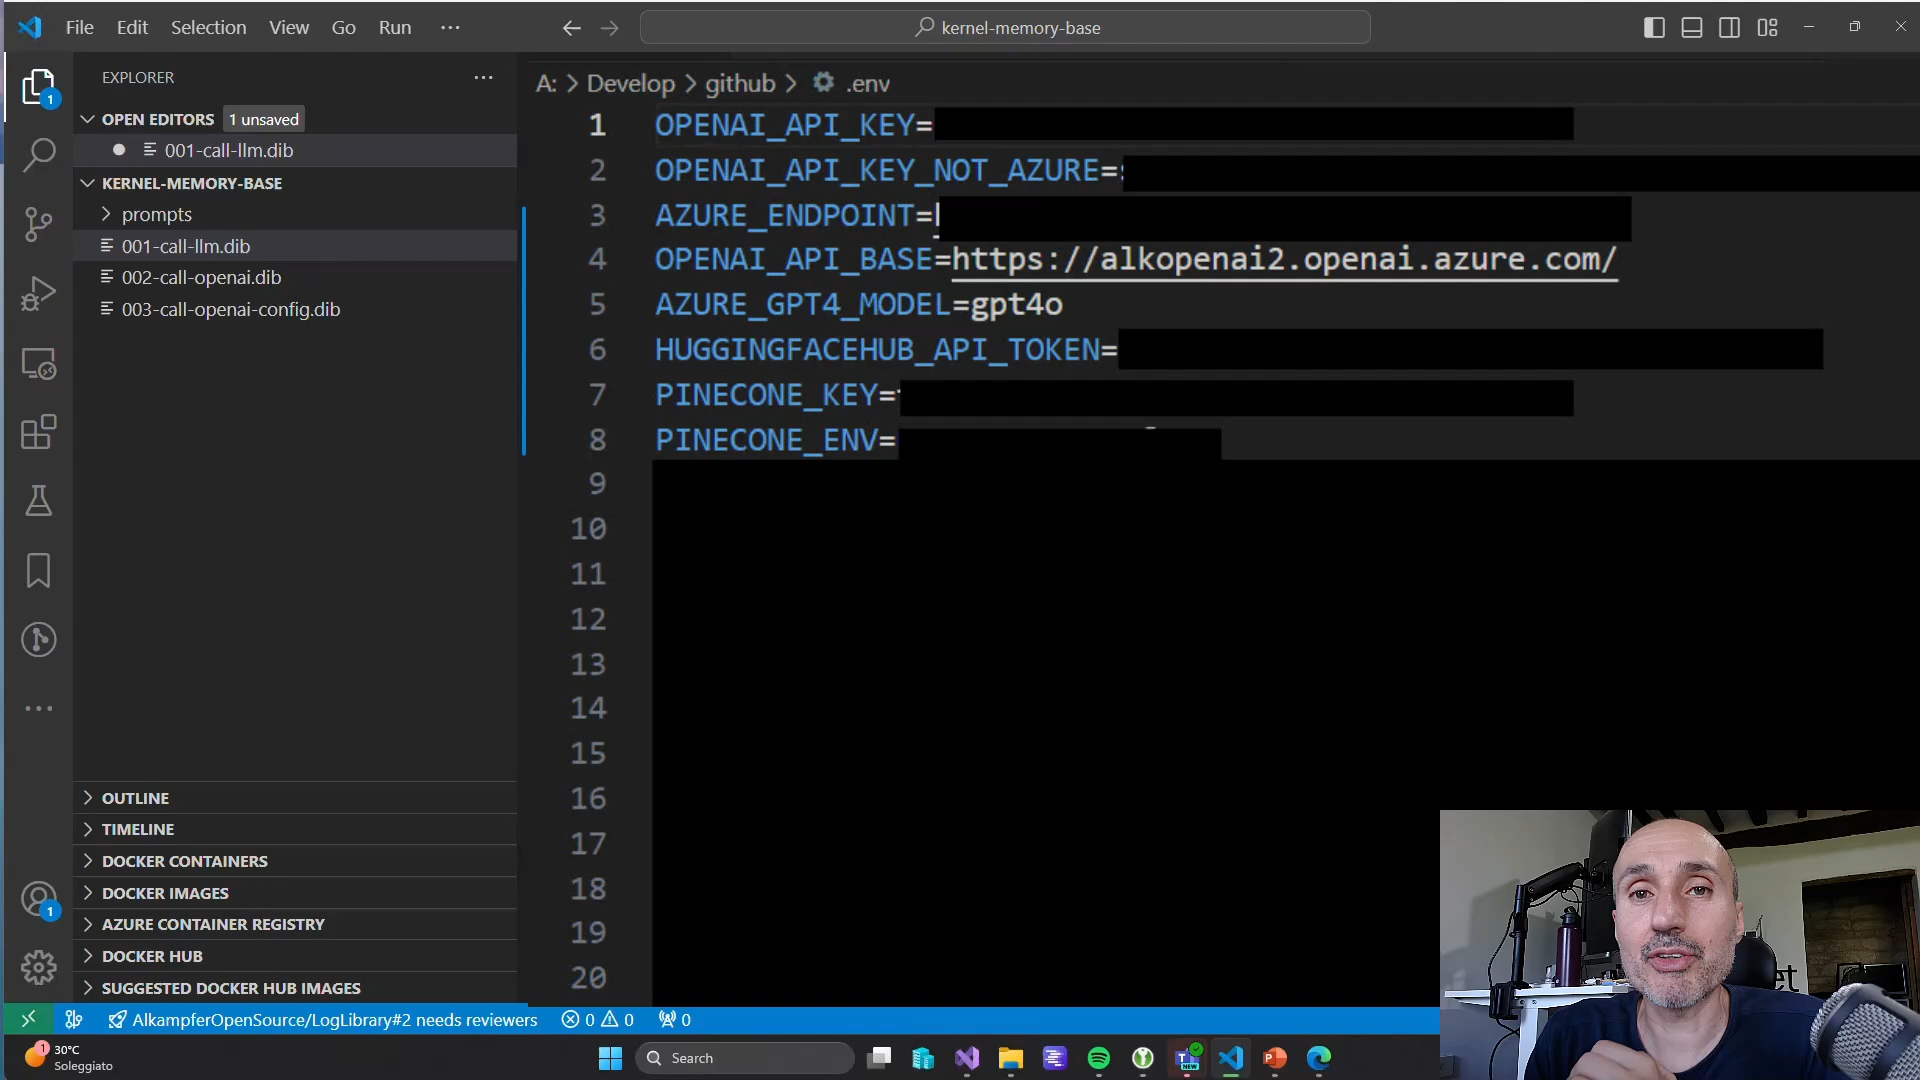 File Edit Selection View Go Run ···
kernel-memory-base
EXPLORER
OPEN EDITORS 1 unsaved
001-call-llm.dib
KERNEL-MEMORY-BASE
prompts
001-call-llm.dib
002-call-openai.dib
003-call-openai-config.dib
OUTLINE
TIMELINE
DOCKER CONTAINERS
DOCKER IMAGES
AZURE CONTAINER REGISTRY
DOCKER HUB
SUGGESTED DOCKER HUB IMAGES
A: > Develop > github > .env
1 OPENAI_API_KEY=
2 OPENAI_API_KEY_NOT_AZURE=
3 AZURE_ENDPOINT=
4 OPENAI_API_BASE=https://alkopenai2.openai.azure.com/
5 AZURE_GPT4_MODEL=gpt4o
6 HUGGINGFACEHUB_API_TOKEN=
7 PINECONE_KEY=
8 PINECONE_ENV=
9
10
11
12
13
14
15
16
17
18
19
20
1
1
AlkampferOpenSource/LogLibrary#2 needs reviewers 0 0 0
1
30°C
Soleggiato
Search
NEW